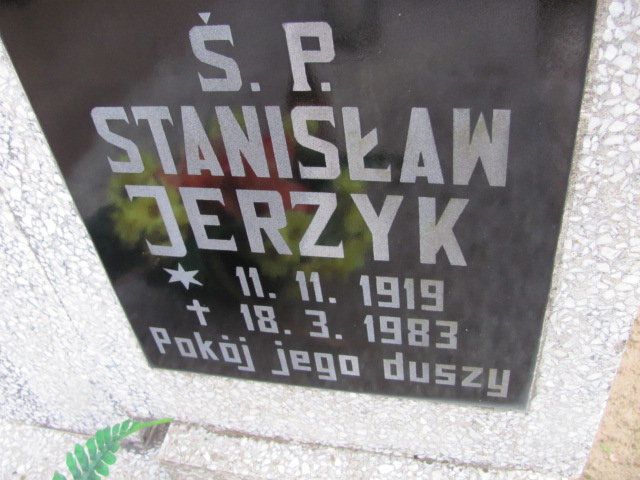 Ś. P.
STANISŁAW
JERZYK
* 11. 11. 1919
✝ 18. 3. 1983
Pokój jego duszy